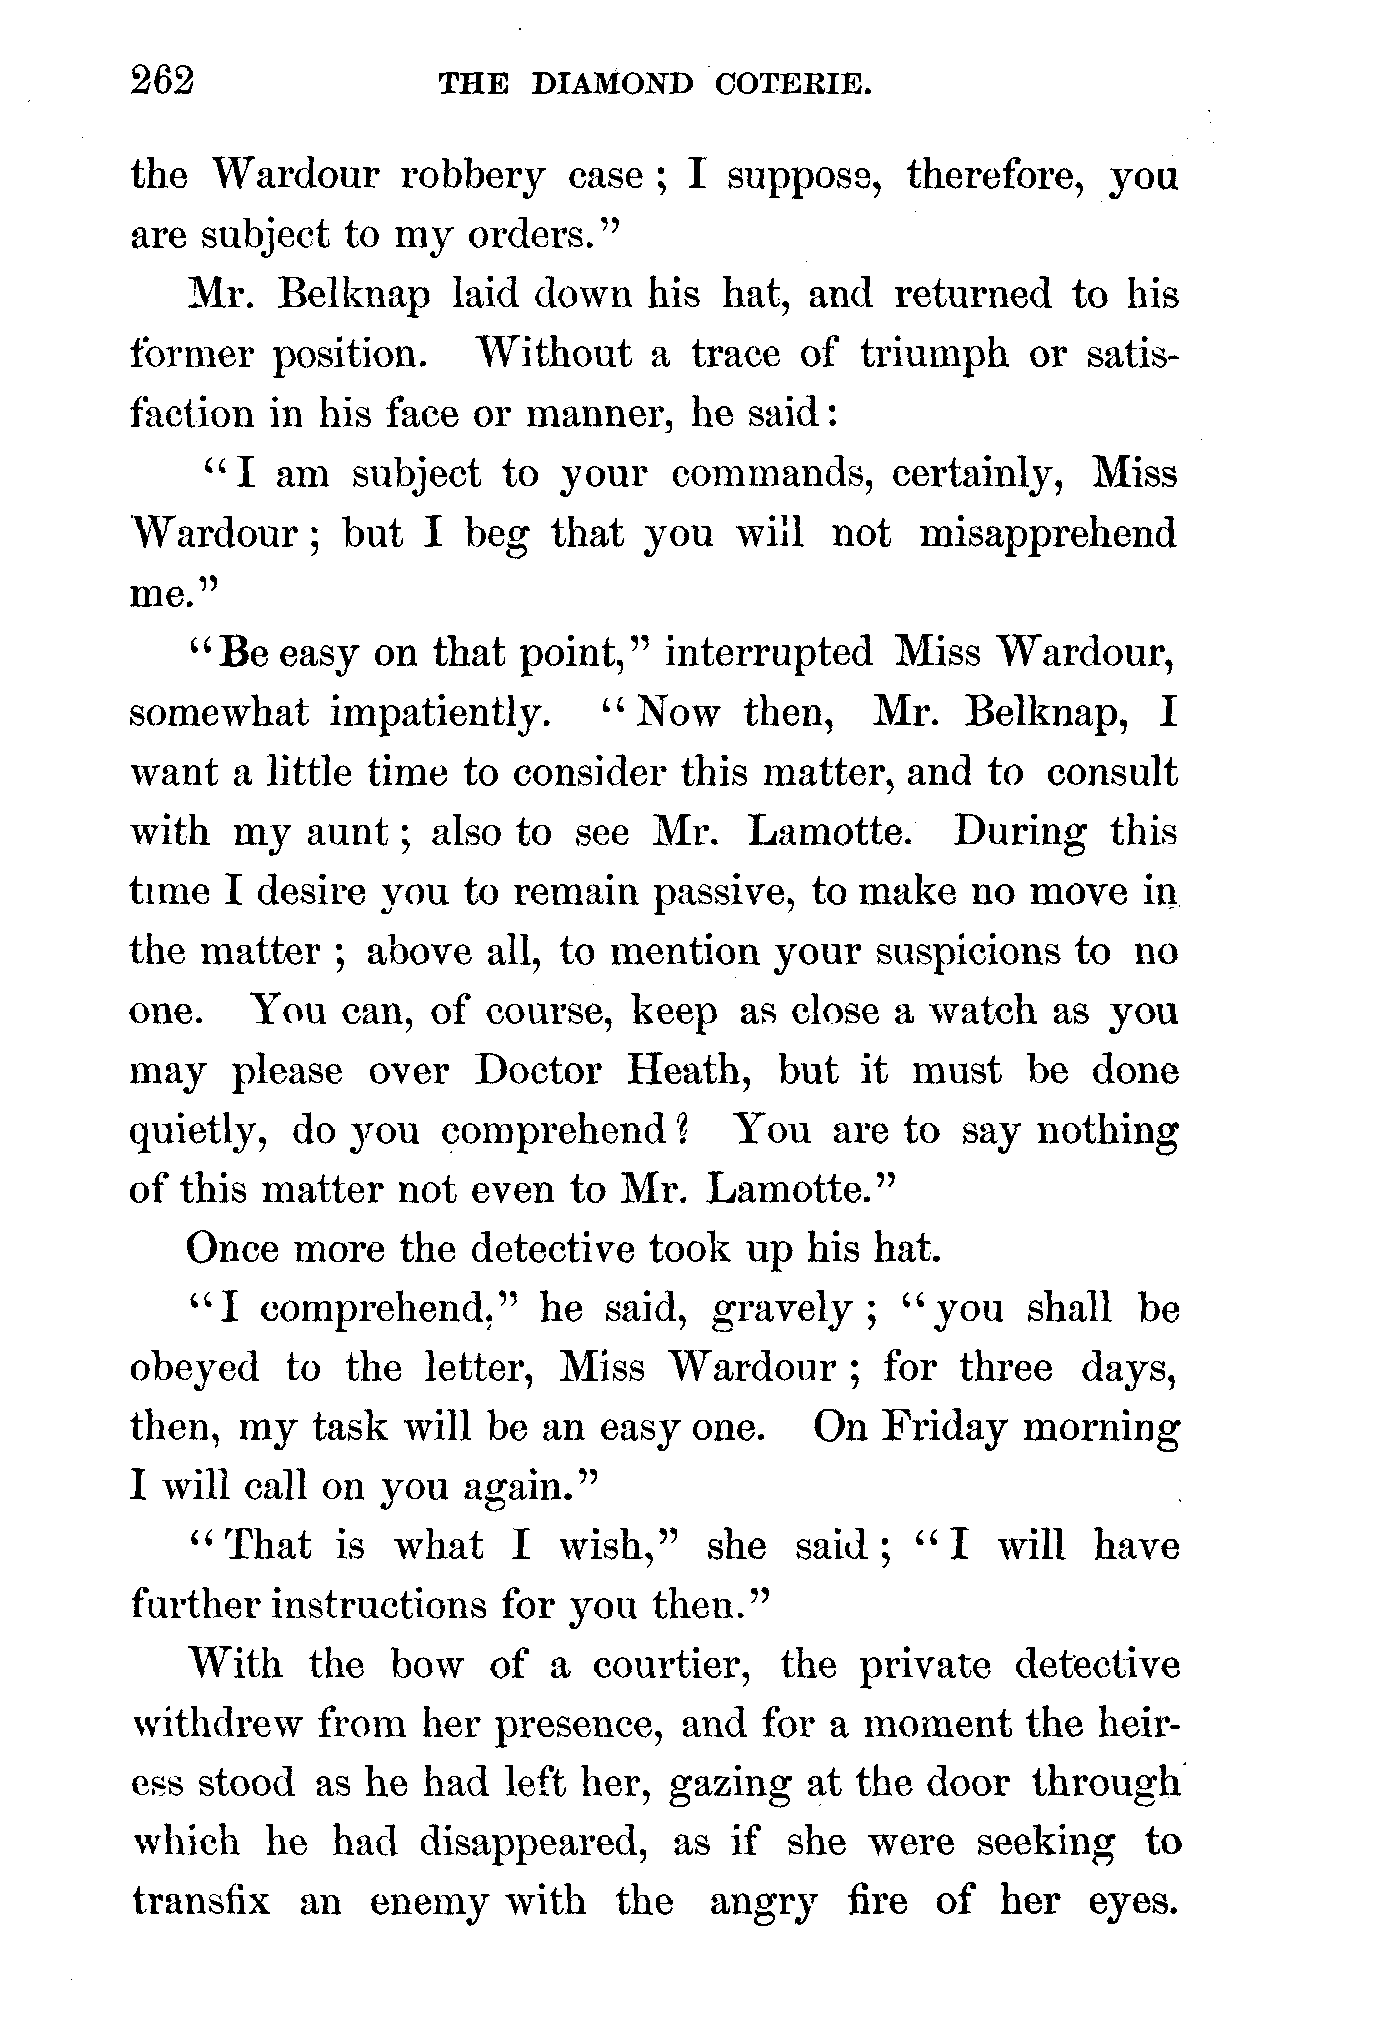 262 THE DIAMOND COTERIE.
the Wardour robbery case ; I suppose, therefore, you
are subject to my orders."
Mr. Belknap laid down his hat, and returned to his
former position. Without a trace of triumph or satis-
faction in his face or manner, he said :
" I am subject to your commands, certainly, Miss
Wardour ; but I beg that you will not misapprehend
me."
" Be easy on that point," interrupted Miss Wardour,
somewhat impatiently. " Now then, Mr. Belknap, I
want a little time to consider this matter, and to consult
with my aunt ; also to see Mr. Lamotte. During this
time I desire you to remain passive, to make no move in
the matter ; above all, to mention your suspicions to no
one. You can, of course, keep as close a watch as you
may please over Doctor Heath, but it must be done
quietly, do you comprehend ? You are to say nothing
of this matter not even to Mr. Lamotte."
Once more the detective took up his hat.
" I comprehend," he said, gravely ; " you shall be
obeyed to the letter, Miss Wardour ; for three days,
then, my task will be an easy one. On Friday morning
I will call on you again."
" That is what I wish," she said ; " I will have
further instructions for you then."
With the bow of a courtier, the private detective
withdrew from her presence, and for a moment the heir-
ess stood as he had left her, gazing at the door through
which he had disappeared, as if she were seeking to
transfix an enemy with the angry fire of her eyes.